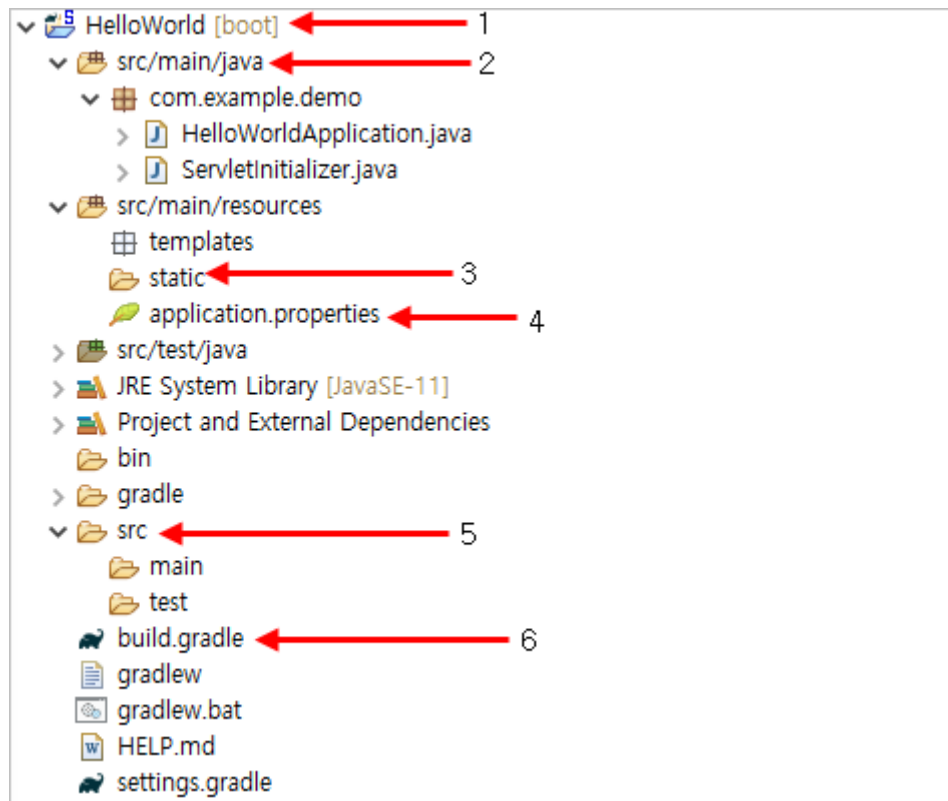 HelloWorld [boot] 1
src/main/java 2
com.example.demo
HelloWorldApplication.java
ServletInitializer.java
src/main/resources
templates
static 3
application.properties 4
src/test/java
JRE System Library [JavaSE-11]
Project and External Dependencies
bin
gradle
src 5
main
test
build.gradle 6
gradlew
gradlew.bat
HELP.md
settings.gradle